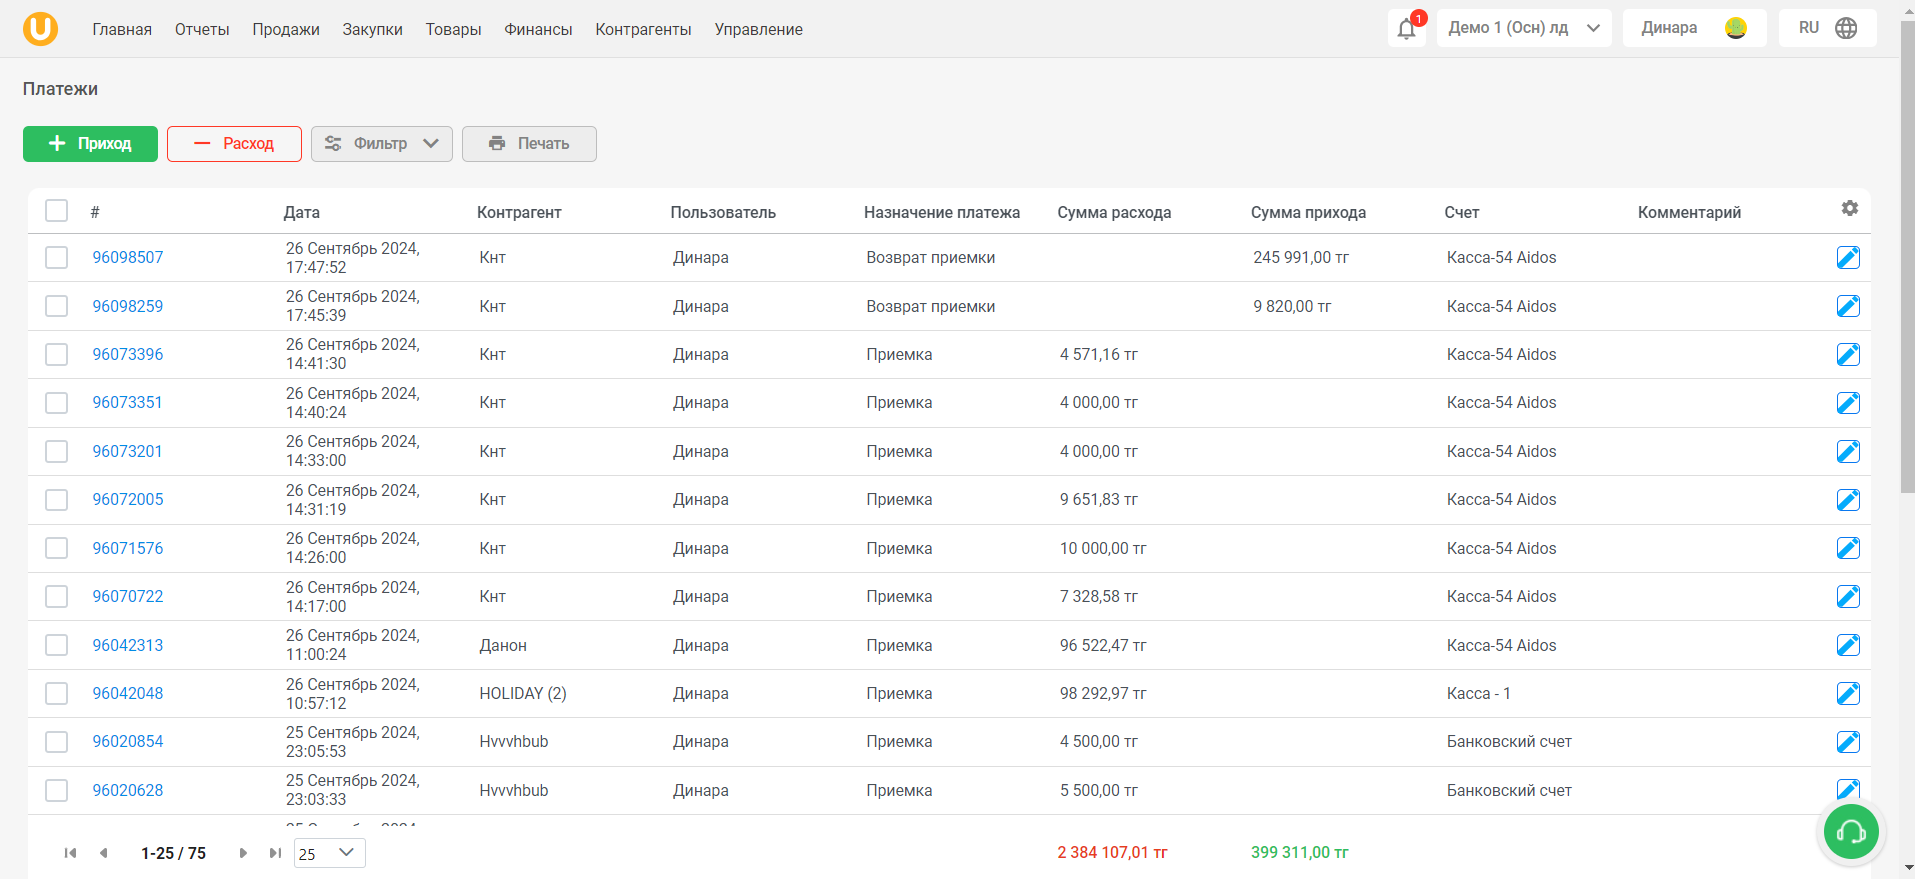 U Главная Отчеты Продажи Закупки Товары Финансы Контрагенты Управление 1 Демо 1 (Осн) лд Динара RU
Платежи
Приход Расход Фильтр Печать
# Дата Контрагент Пользователь Назначение платежа Сумма расхода Сумма прихода Счет Комментарий
96098507 26 Сентябрь 2024, 17:47:52 Кнт Динара Возврат приемки 245 991,00 тг Касса-54 Aidos
96098259 26 Сентябрь 2024, 17:45:39 Кнт Динара Возврат приемки 9 820,00 тг Касса-54 Aidos
96073396 26 Сентябрь 2024, 14:41:30 Кнт Динара Приемка 4 571,16 тг Касса-54 Aidos
96073351 26 Сентябрь 2024, 14:40:24 Кнт Динара Приемка 4 000,00 тг Касса-54 Aidos
96073201 26 Сентябрь 2024, 14:33:00 Кнт Динара Приемка 4 000,00 тг Касса-54 Aidos
96072005 26 Сентябрь 2024, 14:31:19 Кнт Динара Приемка 9 651,83 тг Касса-54 Aidos
96071576 26 Сентябрь 2024, 14:26:00 Кнт Динара Приемка 10 000,00 тг Касса-54 Aidos
96070722 26 Сентябрь 2024, 14:17:00 Кнт Динара Приемка 7 328,58 тг Касса-54 Aidos
96042313 26 Сентябрь 2024, 11:00:24 Данон Динара Приемка 96 522,47 тг Касса-54 Aidos
96042048 26 Сентябрь 2024, 10:57:12 HOLIDAY (2) Динара Приемка 98 292,97 тг Касса - 1
96020854 25 Сентябрь 2024, 23:05:53 Hvvvhbub Динара Приемка 4 500,00 тг Банковский счет
96020628 25 Сентябрь 2024, 23:03:33 Hvvvhbub Динара Приемка 5 500,00 тг Банковский счет
1-25 / 75 25 2 384 107,01 тг 399 311,00 тг